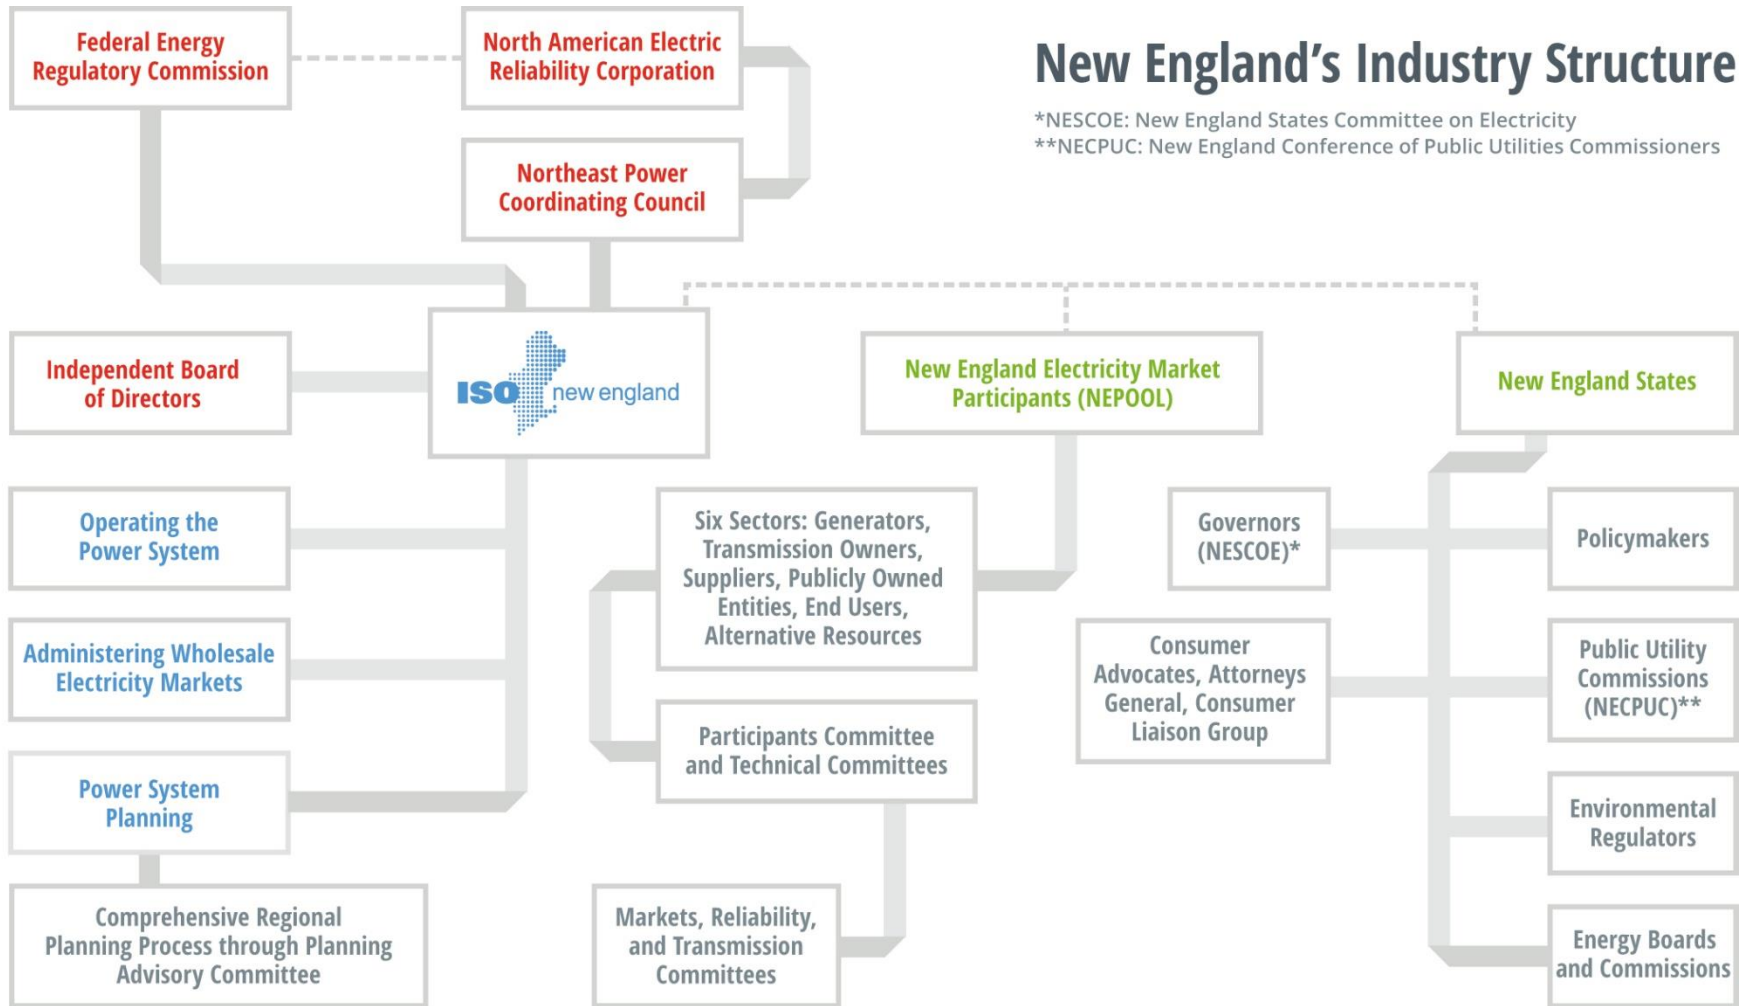 Federal Energy
Regulatory Commission
North American Electric
Reliability Corporation
New England’s Industry Structure
*NESCOE: New England States Committee on Electricity
**NECPUC: New England Conference of Public Utilities Commissioners
Northeast Power
Coordinating Council
Independent Board
of Directors
ISO new england
New England Electricity Market
Participants (NEPOOL)
New England States
Operating the
Power System
Administering Wholesale
Electricity Markets
Power System
Planning
Comprehensive Regional
Planning Process through Planning
Advisory Committee
Six Sectors: Generators,
Transmission Owners,
Suppliers, Publicly Owned
Entities, End Users,
Alternative Resources
Participants Committee
and Technical Committees
Markets, Reliability,
and Transmission
Committees
Governors
(NESCOE)*
Consumer
Advocates, Attorneys
General, Consumer
Liaison Group
Policymakers
Public Utility
Commissions
(NECPUC)**
Environmental
Regulators
Energy Boards
and Commissions